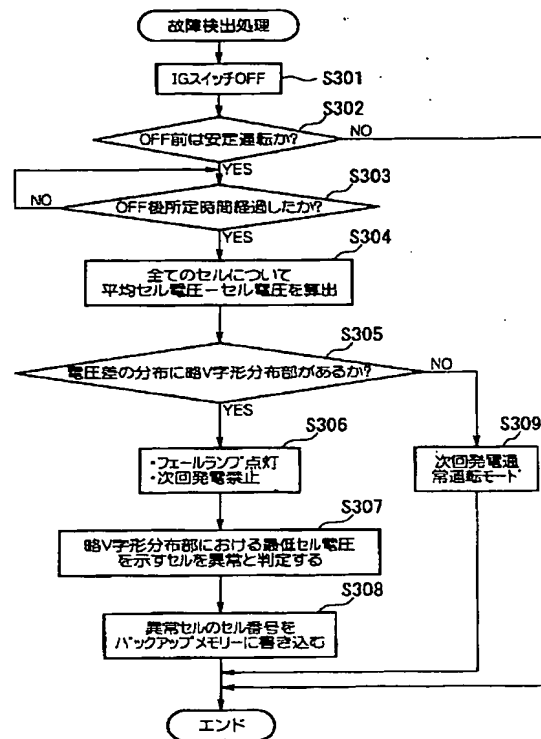 故障検出処理
IGスイッチOFF
S301
S302
OFF前は安定運転か?
NO
YES
S303
NO
OFF後所定時間経過したか?
YES
S304
全てのセルについて
平均セル電圧－セル電圧を算出
S305
電圧差の分布に略V字形分布部があるか?
NO
YES
S306
・フェールランプ点灯
・次回発電禁止
S309
次回発電通
常運転モード
S307
略V字形分布部における最低セル電圧
を示すセルを異常と判定する
S308
異常セルのセル番号を
バックアップメモリーに書き込む
エンド